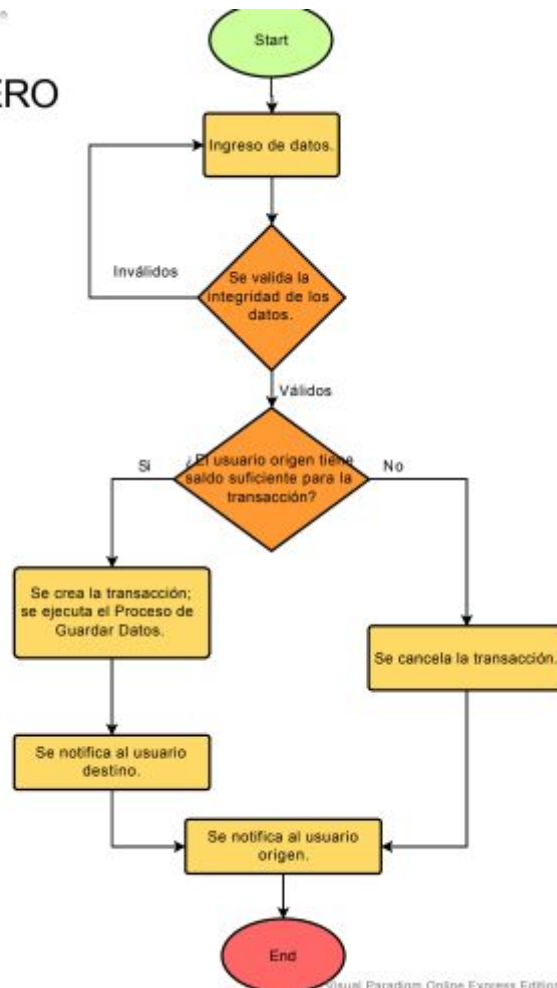 Start
ERO
Ingreso de datos.
Inválidos
Se valida la
integridad de los
datos.
Válidos
Si
¿El usuario origen tiene
saldo suficiente para la
transacción?
No
Se crea la transacción;
se ejecuta el Proceso de
Guardar Datos.
Se cancela la transacción.
Se notifica al usuario
destino.
Se notifica al usuario
origen.
End
Visual Paradigm Online Express Edition